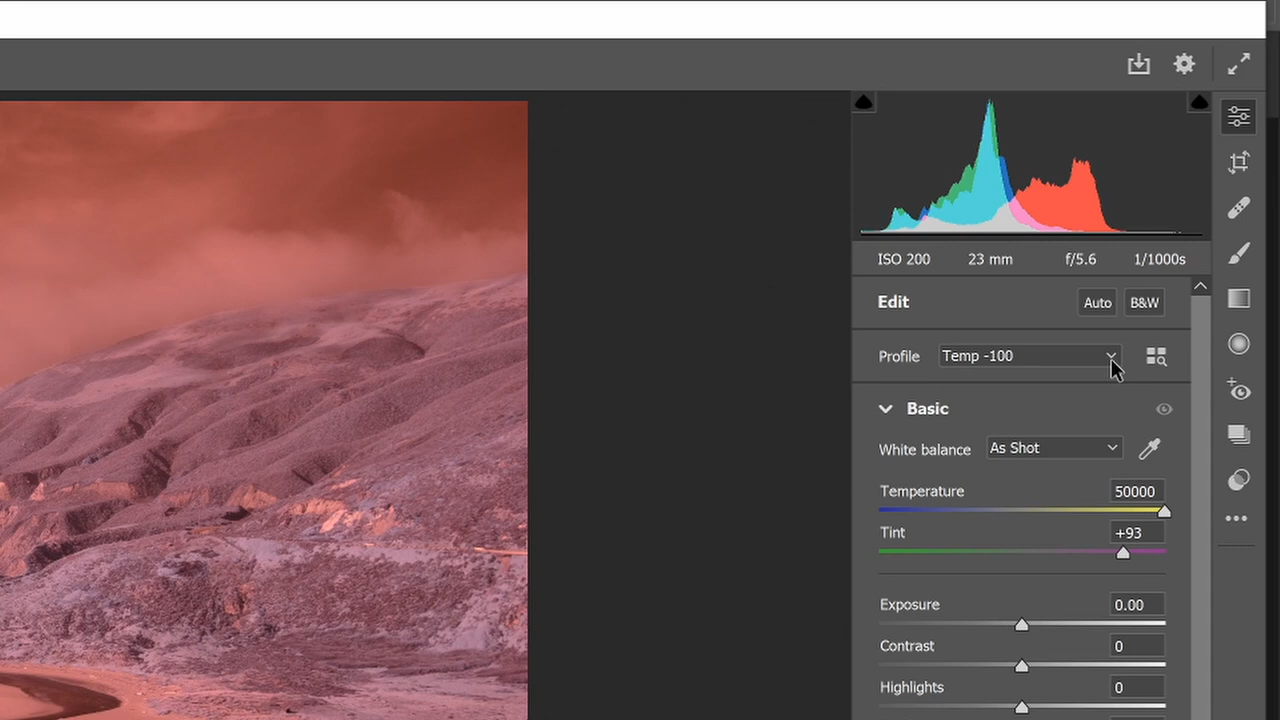 ISO 200 23 mm f/5.6 1/1000s
Edit Auto B&W
Profile Temp -100
Basic
White balance As Shot
Temperature 50000
Tint +93
Exposure 0.00
Contrast 0
Highlights 0